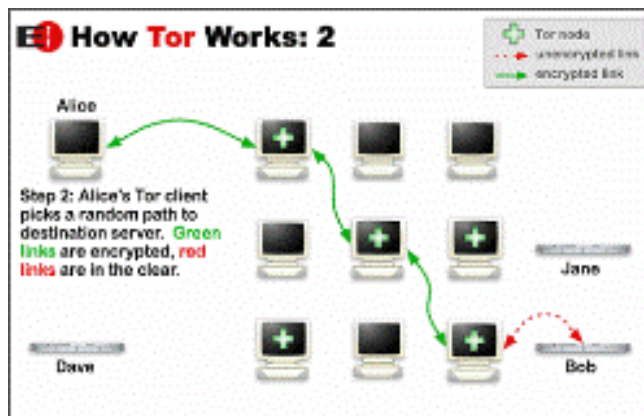 EFF How Tor Works: 2
Tor node
unencrypted link
encrypted link
Alice
Step 2: Alice's Tor client
picks a random path to
destination server. Green
links are encrypted, red
links are in the clear.
Jane
Dave
Bob